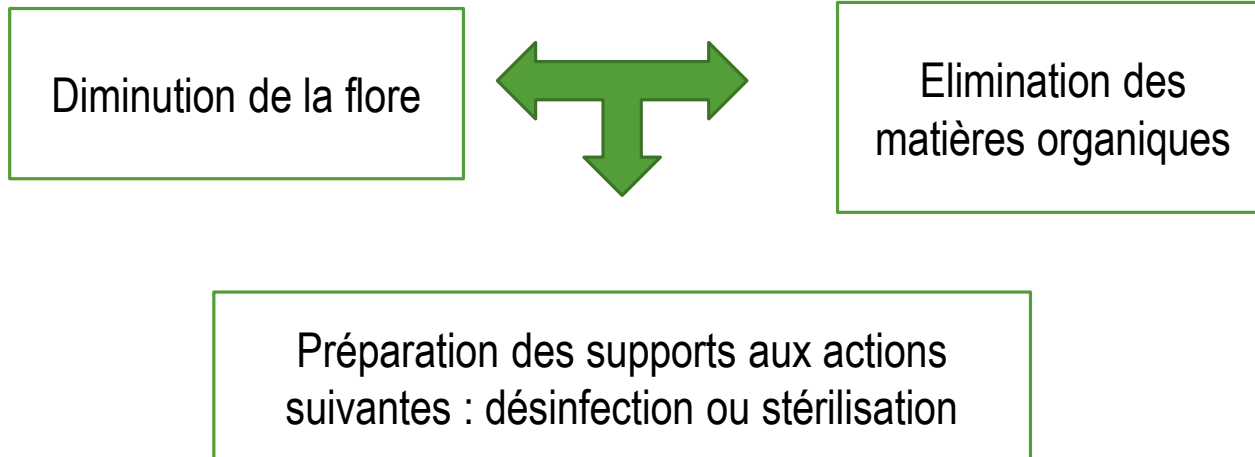 Diminution de la flore
Elimination des
matières organiques
Préparation des supports aux actions
suivantes : désinfection ou stérilisation